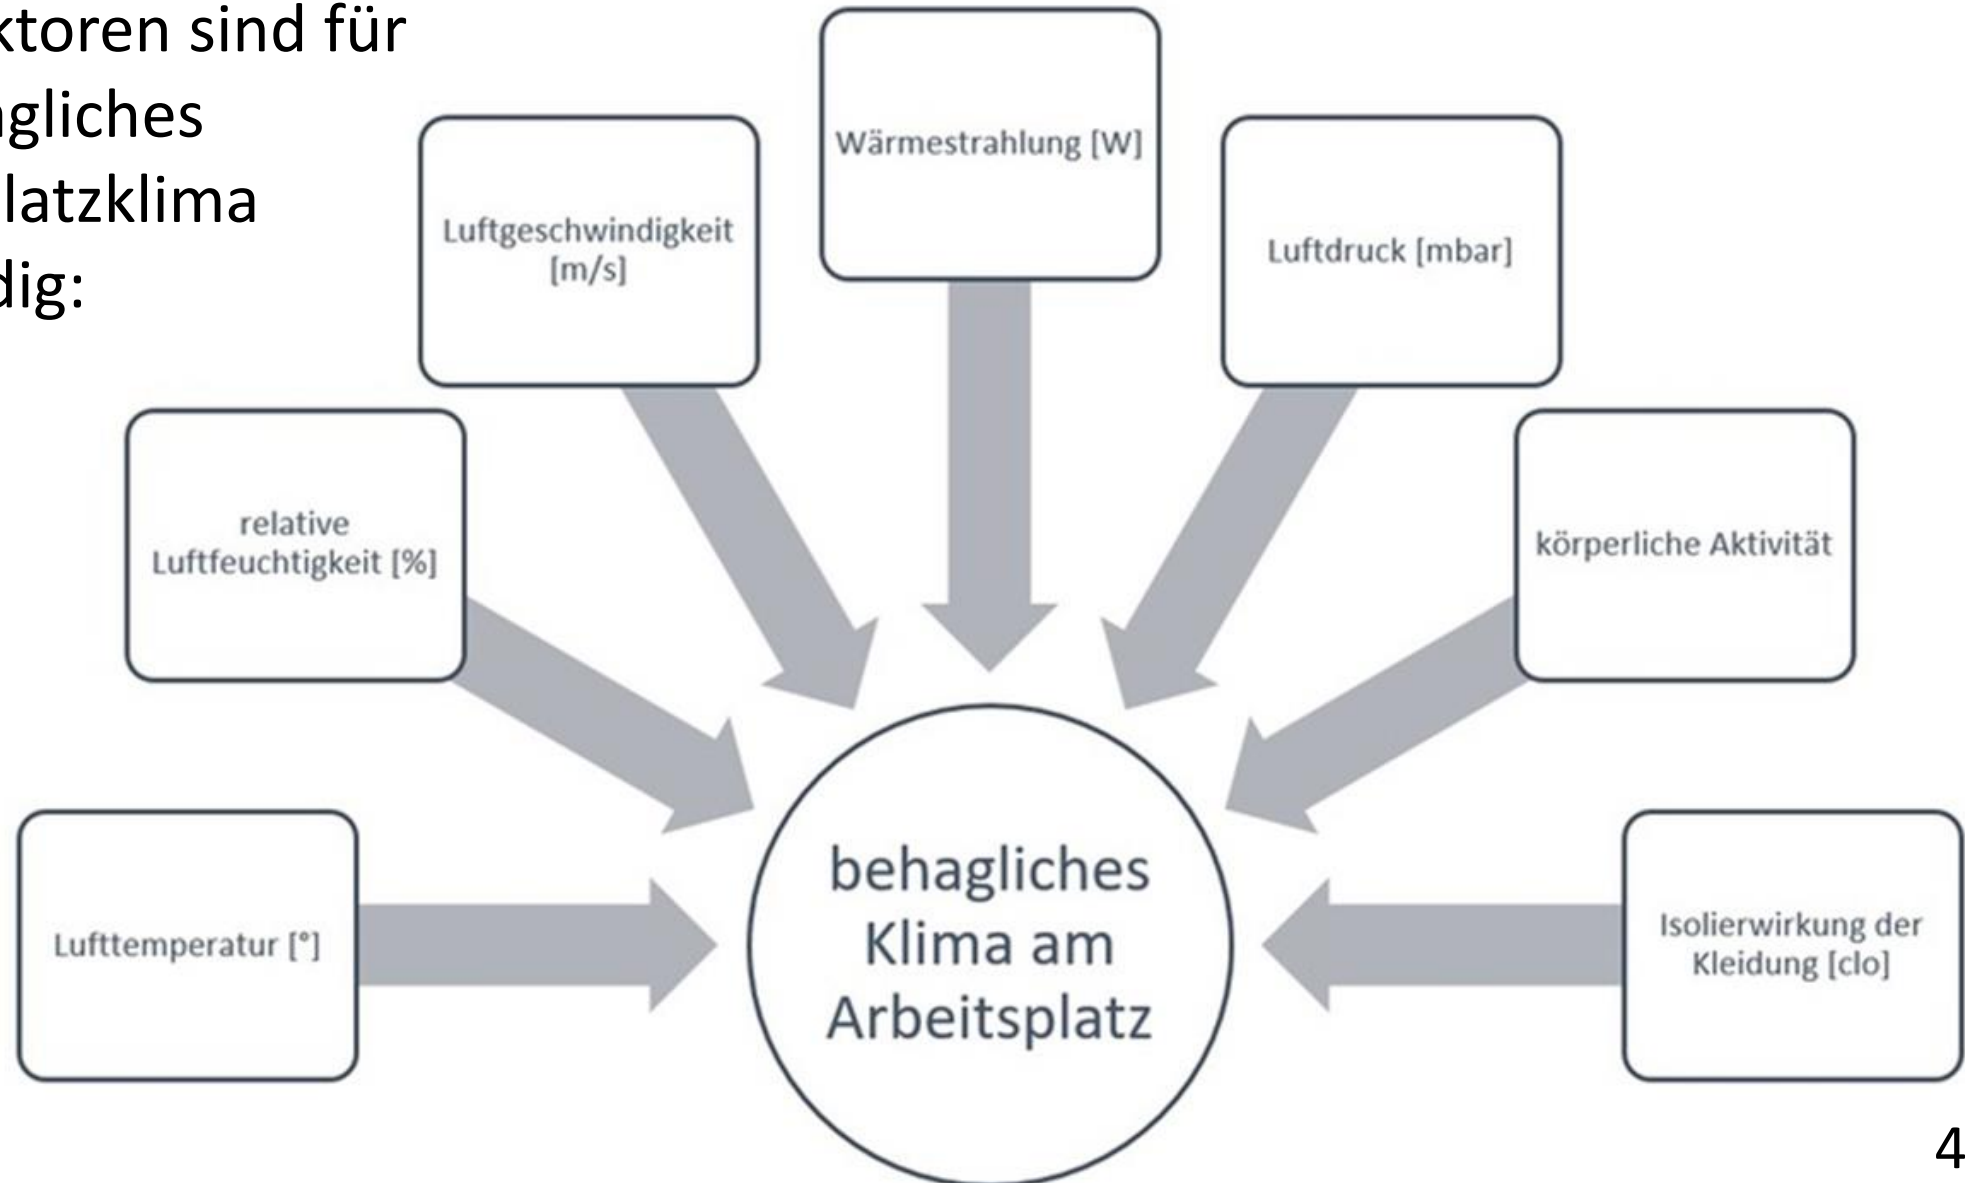 ktoren sind für
gliches
latzklima
dig:
Wärmestrahlung [W]
Luftgeschwindigkeit
[m/s]
Luftdruck [mbar]
relative
Luftfeuchtigkeit [%]
körperliche Aktivität
Lufttemperatur [°]
behagliches
Klima am
Arbeitsplatz
Isolierwirkung der
Kleidung [clo]
4